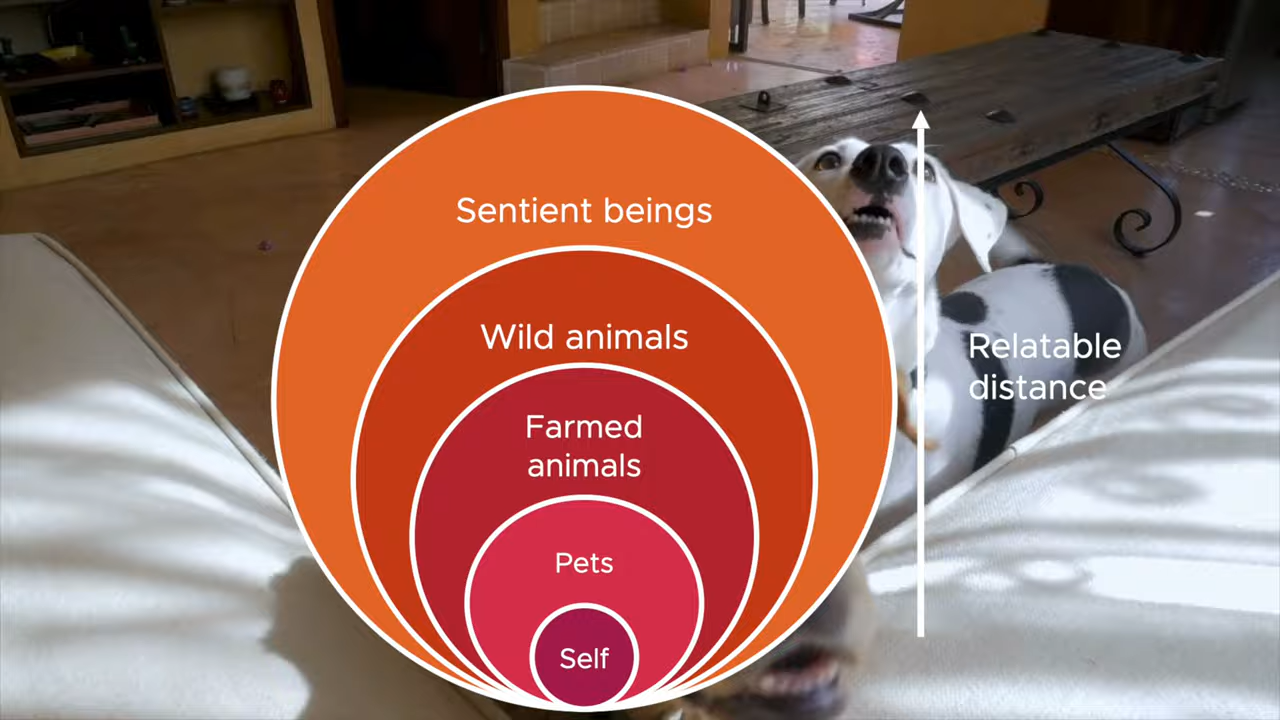 Sentient beings
Wild animals
Farmed
animals
Pets
Self
Relatable
distance